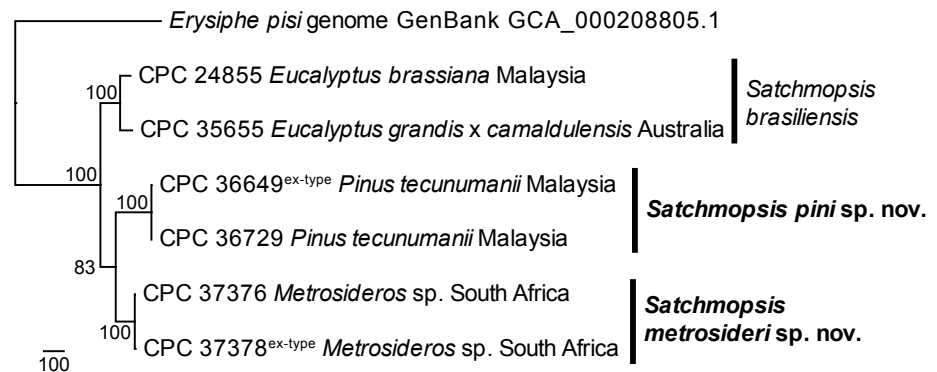 Erysiphe pisi genome GenBank GCA_000208805.1
CPC 24855 Eucalyptus brassiana Malaysia
100
Satchmopsis
brasiliensis
CPC 35655 Eucalyptus grandis x camaldulensis Australia
100
CPC 36649ex-type Pinus tecunumanii Malaysia
100
Satchmopsis pini sp. nov.
CPC 36729 Pinus tecunumanii Malaysia
83
CPC 37376 Metrosideros sp. South Africa
Satchmopsis
metrosideri sp. nov.
100
CPC 37378ex-type Metrosideros sp. South Africa
100